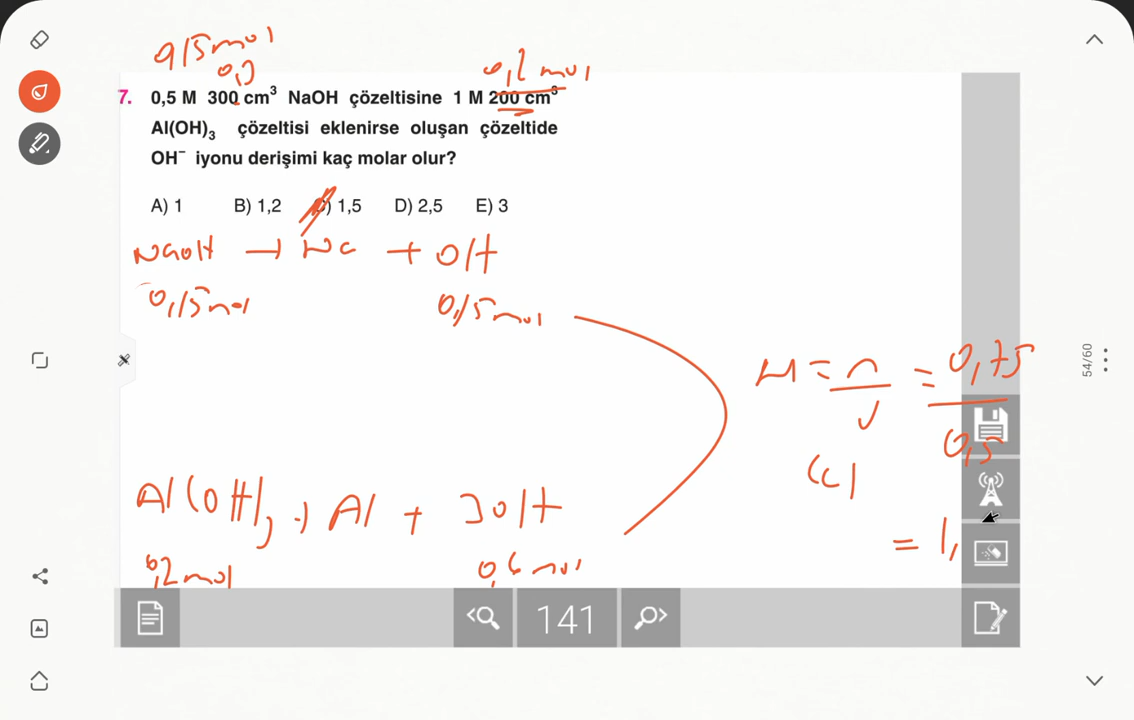 0,15 mol
0,3
0,2 mol
7. 0,5 M 300 cm³ NaOH çözeltisine 1 M 200 cm³
Al(OH)₃ çözeltisi eklenirse oluşan çözeltide
OH⁻ iyonu derişimi kaç molar olur?
A) 1 B) 1,2 C) 1,5 D) 2,5 E) 3
NaOH → Na + OH
0,15 mol 0,15 mol
M = n/V = 0,75/0,5
(c)
= 1,
Al(OH)₃ → Al + 3OH
0,2 mol 0,6 mol
54/60
141